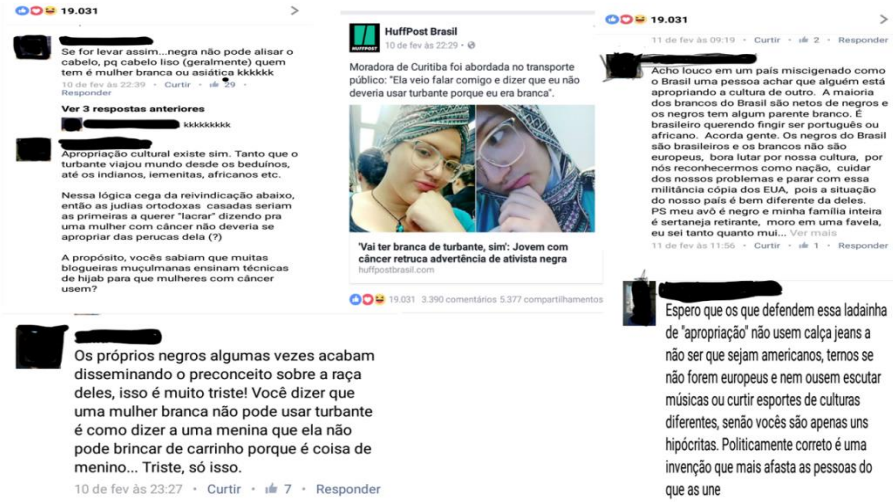 19.031
Se for levar assim...negra não pode alisar o
cabelo, pq cabelo liso (geralmente) quem
tem é mulher branca ou asiática kkkkkk
10 de fev às 22:39 · Curtir · 29 ·
Responder
Ver 3 respostas anteriores
kkkkkkkkk
Apropriação cultural existe sim. Tanto que o
turbante viajou mundo desde os beduínos,
até os indianos, iemenitas, africanos etc.
Nessa lógica cega da reivindicação abaixo,
então as judias ortodoxas casadas seriam
as primeiras a querer "lacrar" dizendo pra
uma mulher com câncer não deveria se
apropriar das perucas dela (?)
A propósito, vocês sabiam que muitas
blogueiras muçulmanas ensinam técnicas
de hijab para que mulheres com câncer
usem?
HUFFPOST
HuffPost Brasil
10 de fev às 22:29 ·
Moradora de Curitiba foi abordada no transporte
público: "Ela veio falar comigo e dizer que eu não
deveria usar turbante porque eu era branca".
'Vai ter branca de turbante, sim': Jovem com
câncer retruca advertência de ativista negra
huffpostbrasil.com
19.031 3.390 comentários 5.377 compartilhamentos
19.031
11 de fev às 09:19 · Curtir · 2 · Responder
Acho louco em um país miscigenado como
o Brasil uma pessoa achar que alguém está
apropriando a cultura de outro. A maioria
dos brancos do Brasil são netos de negros e
os negros tem algum parente branco. É
brasileiro querendo fingir ser português ou
africano. Acorda gente. Os negros do Brasil
são brasileiros e os brancos não são
europeus, bora lutar por nossa cultura, por
nós reconhecermos como nação, cuidar
dos nossos problemas e parar com essa
militância cópia dos EUA, pois a situação
do nosso país é bem diferente da deles.
PS meu avô é negro e minha família inteira
é sertaneja retirante, moro em uma favela,
eu sei tanto quanto mui... Ver mais
11 de fev às 11:56 · Curtir · 1 · Responder
Os próprios negros algumas vezes acabam
disseminando o preconceito sobre a raça
deles, isso é muito triste! Você dizer que
uma mulher branca não pode usar turbante
é como dizer a uma menina que ela não
pode brincar de carrinho porque é coisa de
menino... Triste, só isso.
10 de fev às 23:27 · Curtir · 7 · Responder
Espero que os que defendem essa ladainha
de "apropriação" não usem calça jeans a
não ser que sejam americanos, ternos se
não forem europeus e nem ousem escutar
músicas ou curtir esportes de culturas
diferentes, senão vocês são apenas uns
hipócritas. Politicamente correto é uma
invenção que mais afasta as pessoas do
que as une